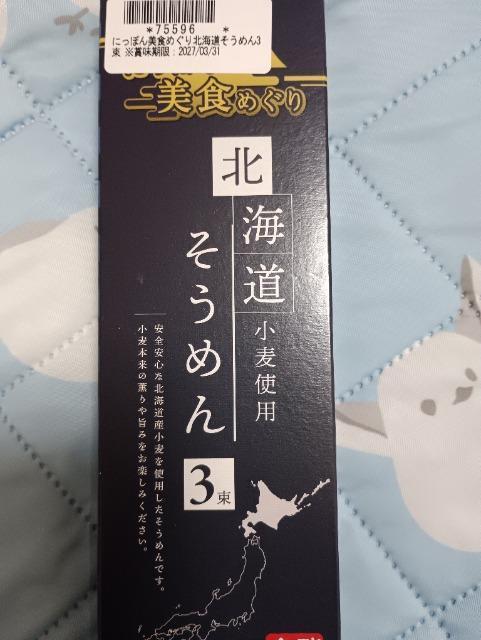 *75596 *
にっぽん美食めぐり北海道そうめん3
束 ※賞味期限:2027/03/31
美食めぐり
北海道
小麦使用
そうめん
3束
安全安心な北海道産小麦を使用したそうめんです。
小麦本来の薫りや旨みをお楽しみください。